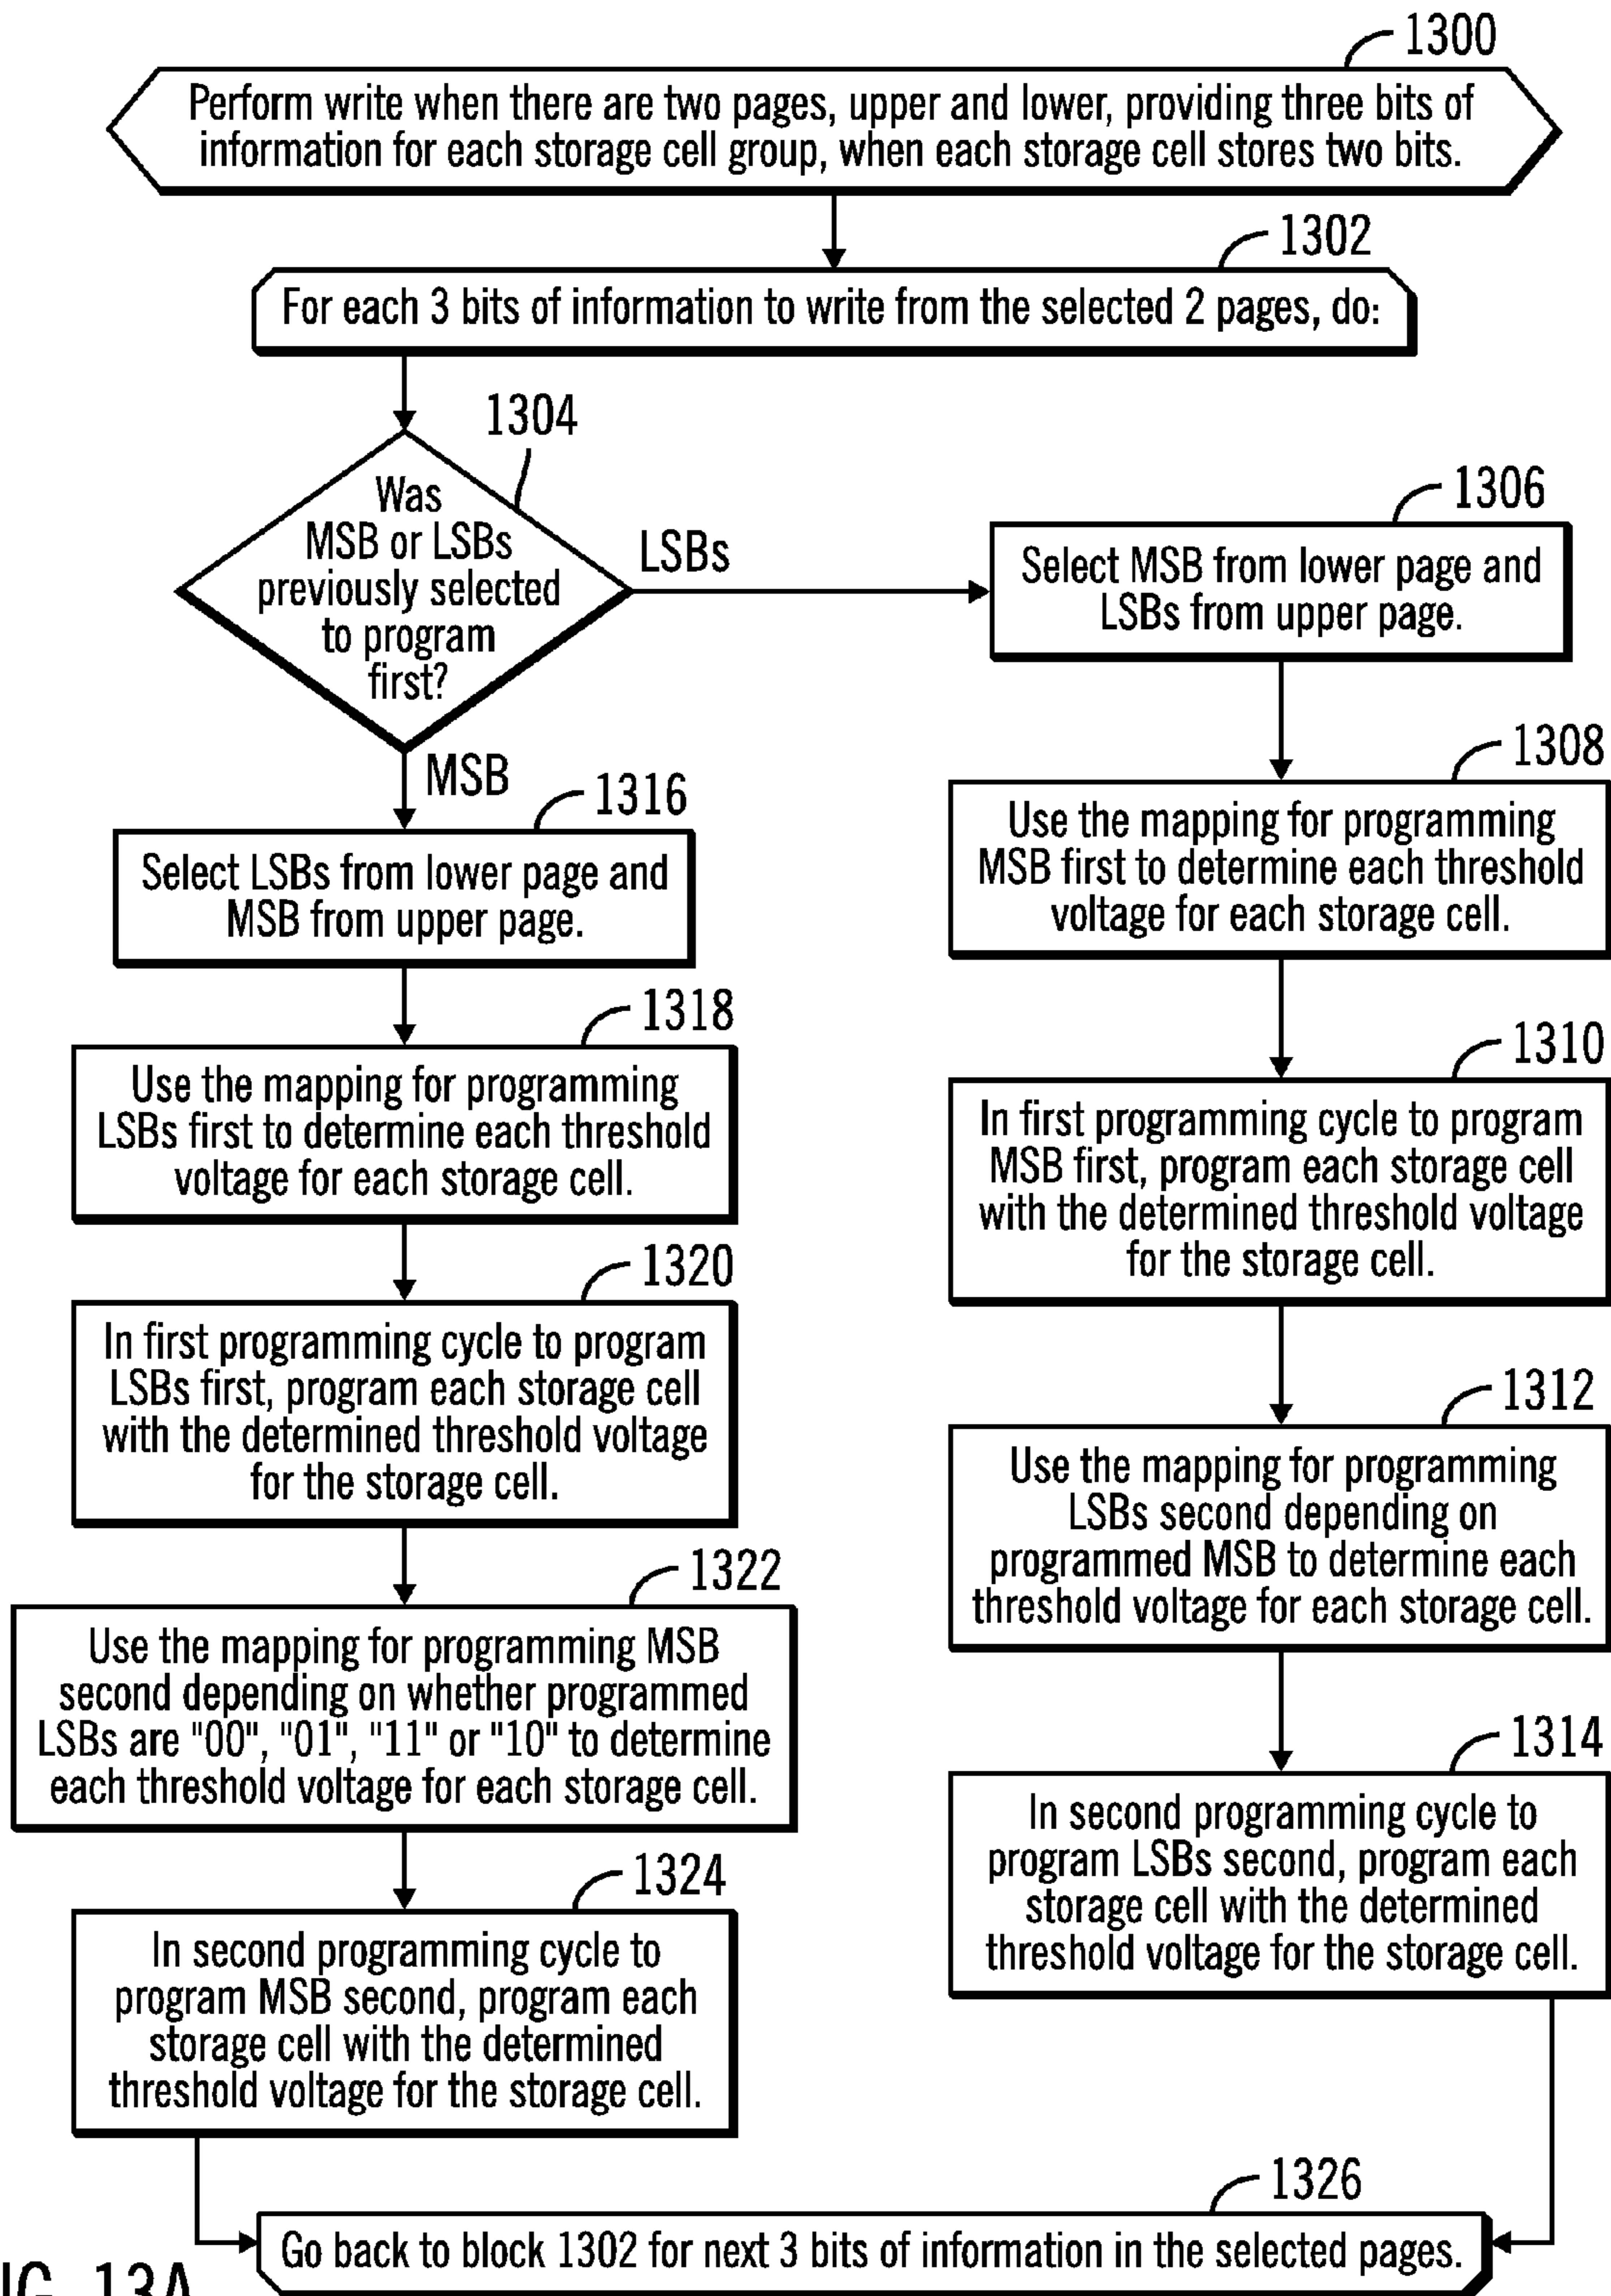 1300
Perform write when there are two pages, upper and lower, providing three bits of
information for each storage cell group, when each storage cell stores two bits.
1302
For each 3 bits of information to write from the selected 2 pages, do:
1304
Was
MSB or LSBs
previously selected
to program
first?
LSBs
1306
Select MSB from lower page and
LSBs from upper page.
1308
Use the mapping for programming
MSB first to determine each threshold
voltage for each storage cell.
1310
In first programming cycle to program
MSB first, program each storage cell
with the determined threshold voltage
for the storage cell.
1312
Use the mapping for programming
LSBs second depending on
programmed MSB to determine each
threshold voltage for each storage cell.
1314
In second programming cycle to
program LSBs second, program each
storage cell with the determined
threshold voltage for the storage cell.
MSB
1316
Select LSBs from lower page and
MSB from upper page.
1318
Use the mapping for programming
LSBs first to determine each threshold
voltage for each storage cell.
1320
In first programming cycle to program
LSBs first, program each storage cell
with the determined threshold voltage
for the storage cell.
1322
Use the mapping for programming MSB
second depending on whether programmed
LSBs are "00", "01", "11" or "10" to determine
each threshold voltage for each storage cell.
1324
In second programming cycle to
program MSB second, program each
storage cell with the determined
threshold voltage for the storage cell.
1326
Go back to block 1302 for next 3 bits of information in the selected pages.
13A